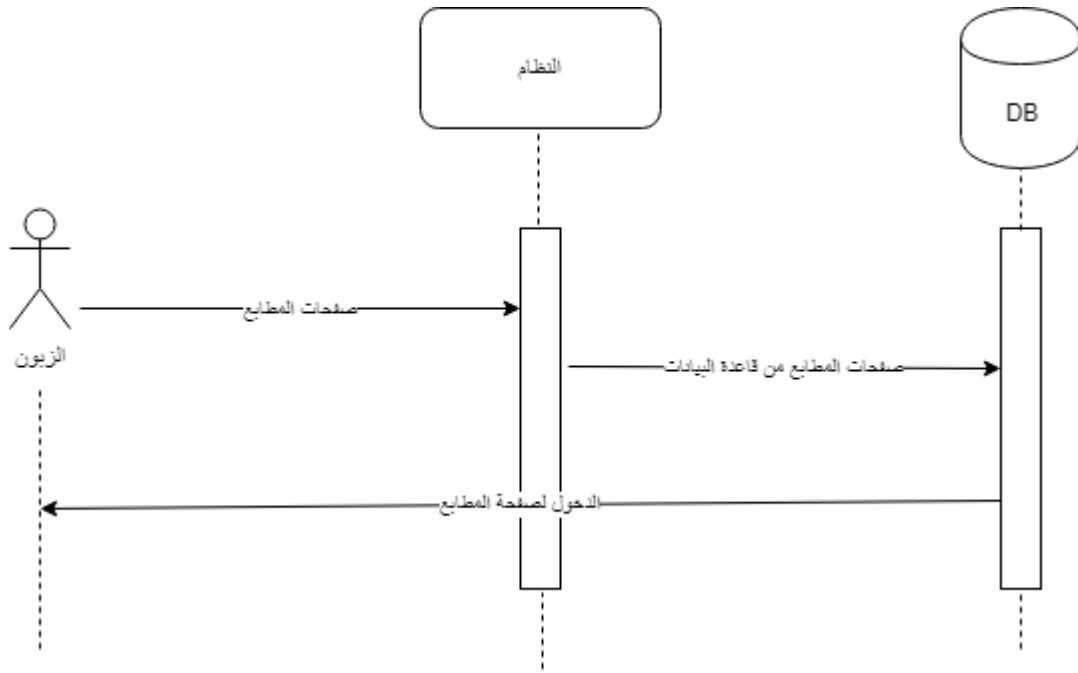 النظام
DB
الزبون
صفحات المطابع
صفحات المطابع من قاعدة البيانات
الدخول لصفحة المطابع